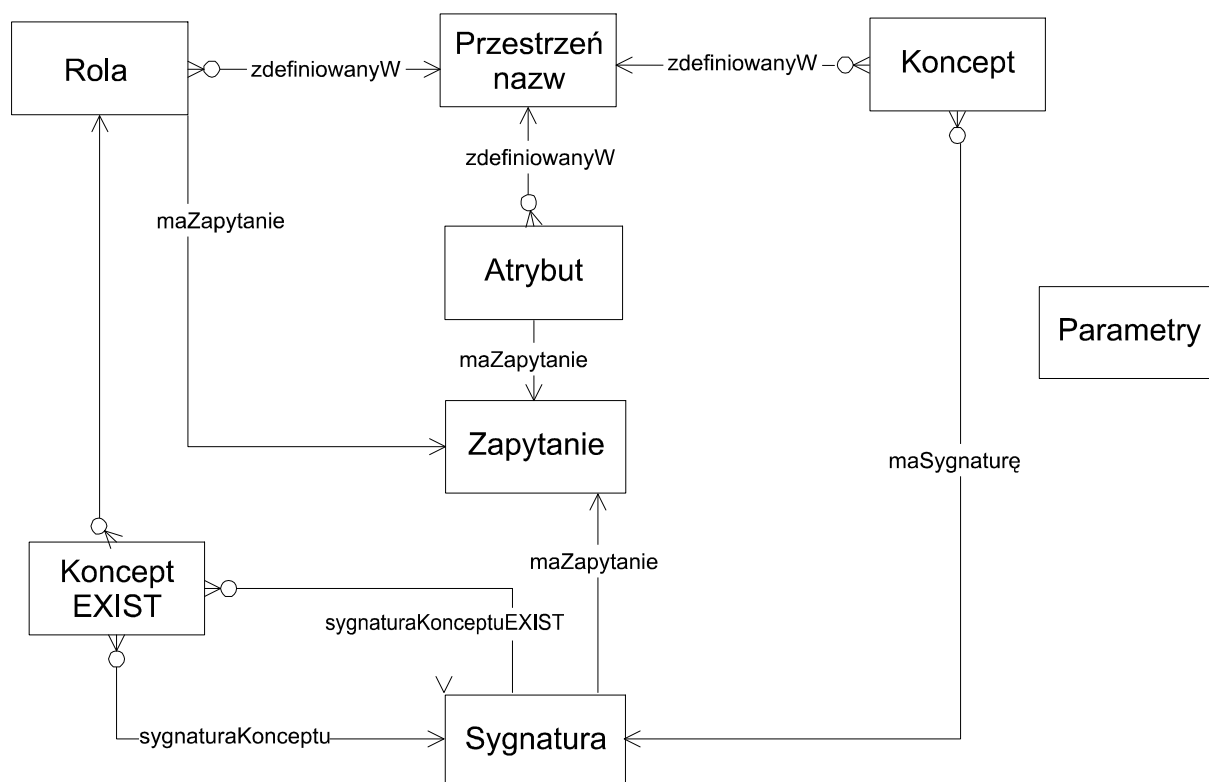 Rola
zdefiniowanyW
Przestrzeń
nazw
zdefiniowanyW
Koncept
zdefiniowanyW
maZapytanie
Atrybut
Parametry
maZapytanie
Zapytanie
maSygnaturę
maZapytanie
Koncept
EXIST
sygnaturaKonceptuEXIST
sygnaturaKonceptu
Sygnatura